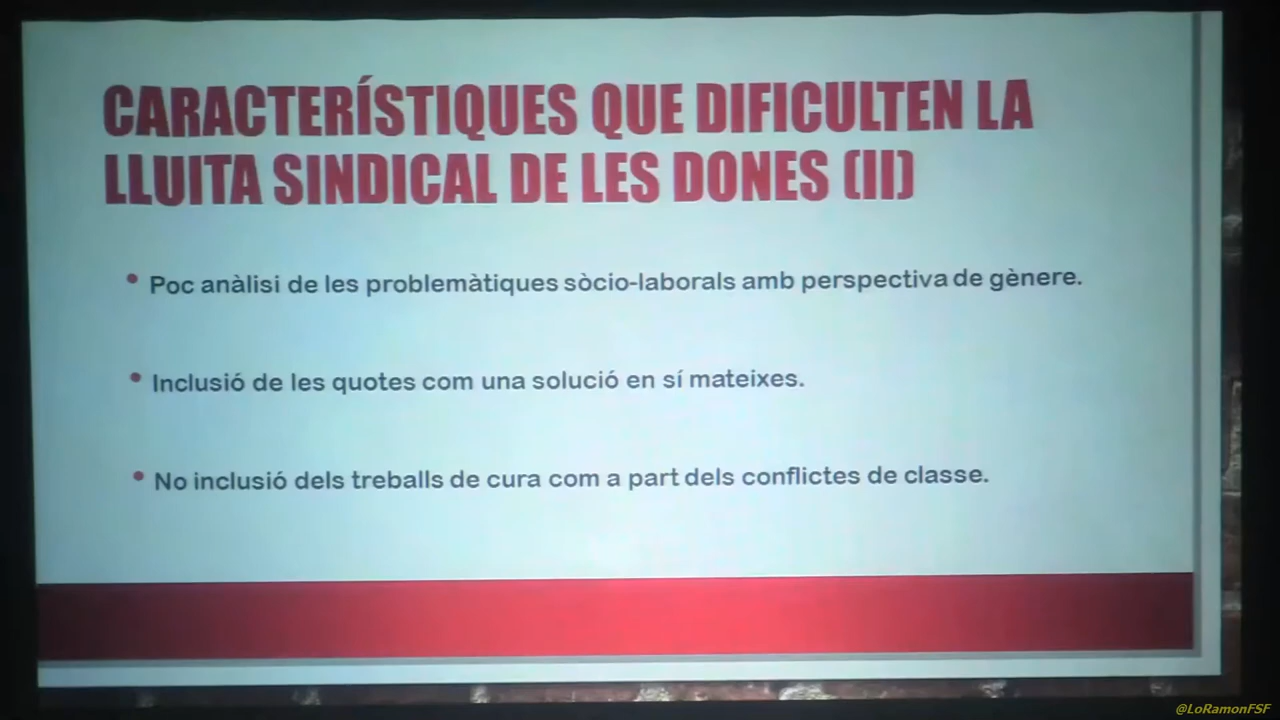 CARACTERÍSTIQUES QUE DIFICULTEN LA
LLUITA SINDICAL DE LES DONES (II)
• Poc anàlisi de les problemàtiques sòcio-laborals amb perspectiva de gènere.
• Inclusió de les quotes com una solució en sí mateixes.
• No inclusió dels treballs de cura com a part dels conflictes de classe.
@LoRamonFSF